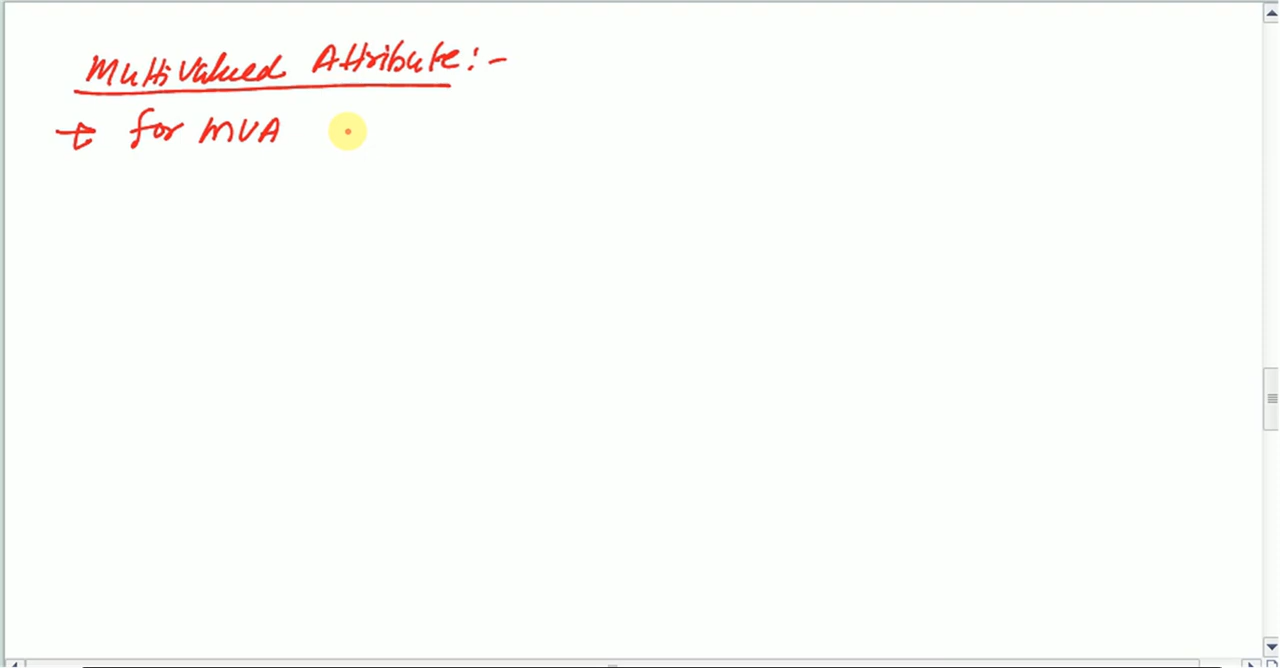 Multivalued Attribute :-
→ for MVA